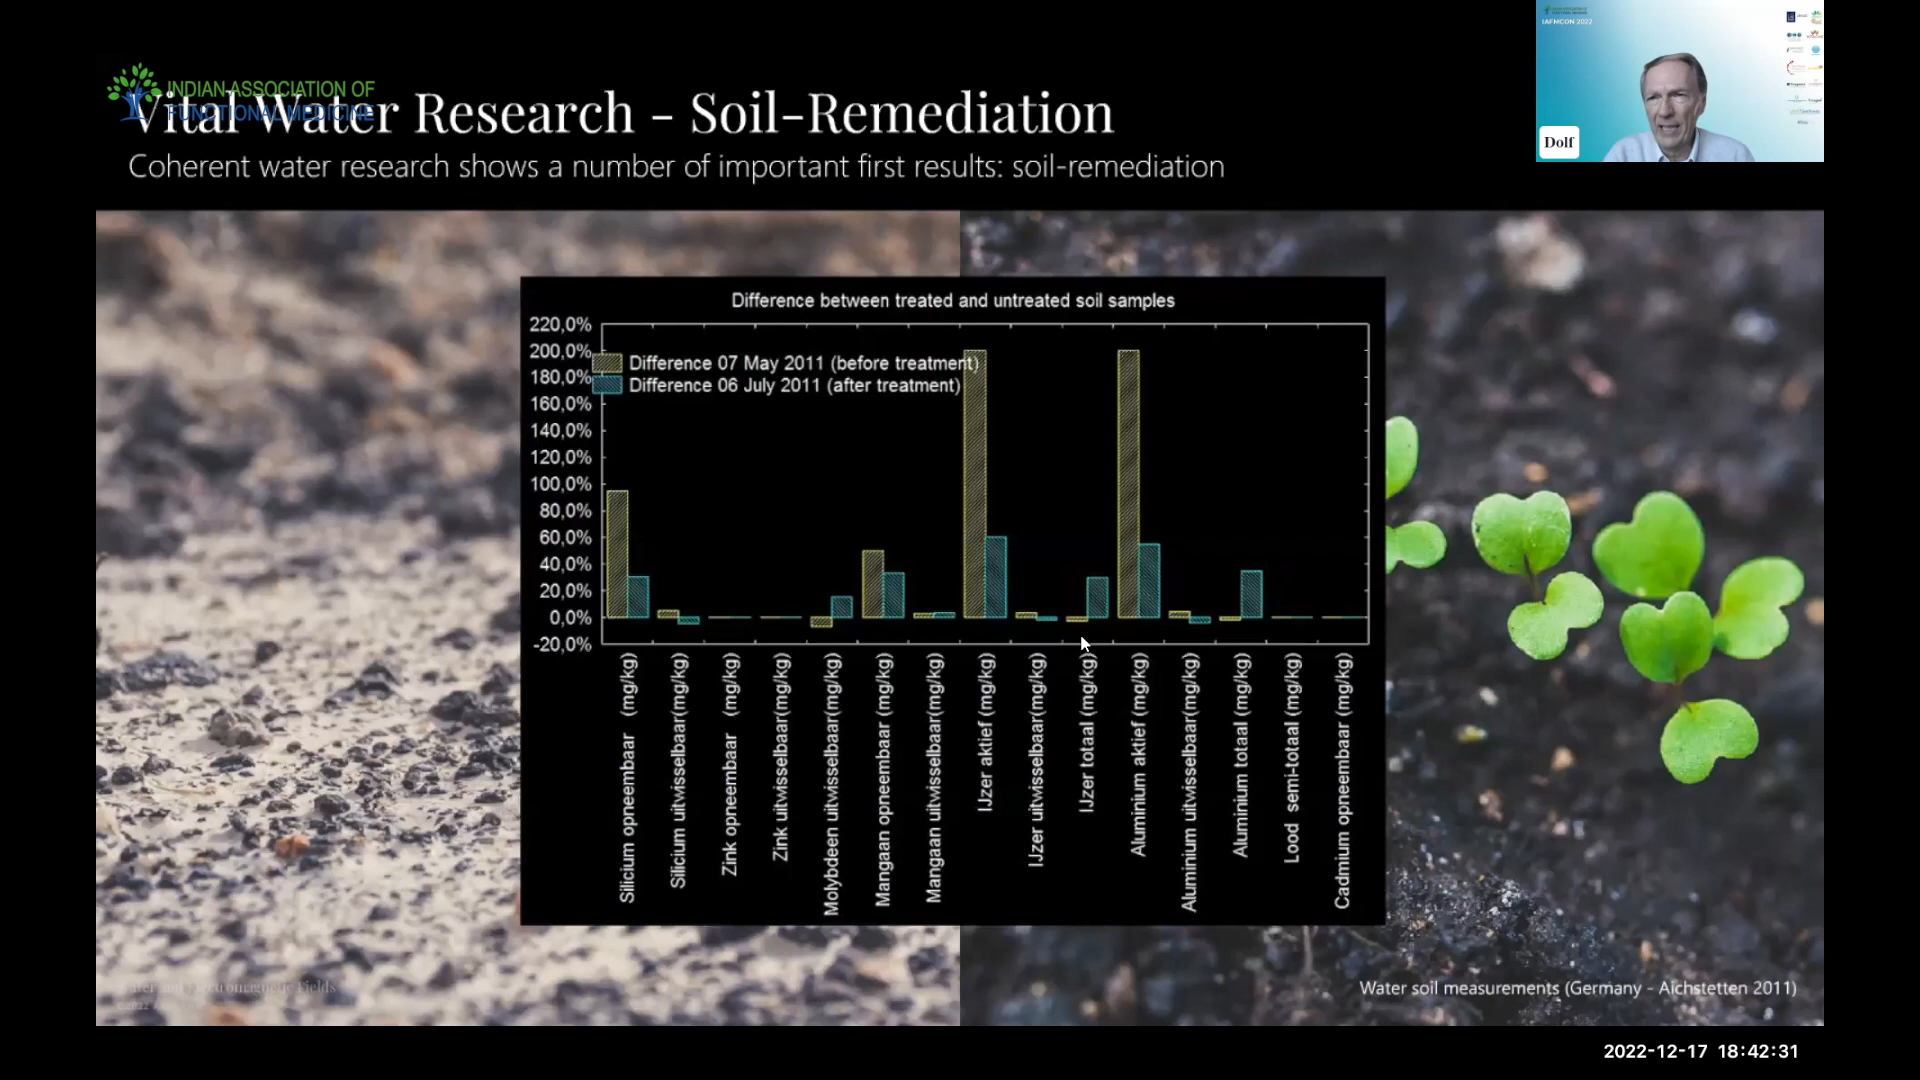 INDIAN ASSOCIATION OF
FUNCTIONAL MEDICINE
Vital Water Research - Soil-Remediation
Coherent water research shows a number of important first results: soil-remediation
IAFMCON 2022
Dolf
Difference between treated and untreated soil samples
220,0%
200,0%
180,0%
160,0%
140,0%
120,0%
100,0%
80,0%
60,0%
40,0%
20,0%
0,0%
-20,0%
Difference 07 May 2011 (before treatment)
Difference 06 July 2011 (after treatment)
Silicium opneembaar (mg/kg)
Silicium uitwisselbaar(mg/kg)
Zink opneembaar (mg/kg)
Zink uitwisselbaar(mg/kg)
Molybdeen uitwisselbaar(mg/kg)
Mangaan opneembaar (mg/kg)
Mangaan uitwisselbaar(mg/kg)
IJzer aktief (mg/kg)
IJzer uitwisselbaar(mg/kg)
IJzer totaal (mg/kg)
Aluminium aktief (mg/kg)
Aluminium uitwisselbaar(mg/kg)
Aluminium totaal (mg/kg)
Lood semi-totaal (mg/kg)
Cadmium opneembaar (mg/kg)
Water soil measurements (Germany - Aichstetten 2011)
2022-12-17 18:42:31